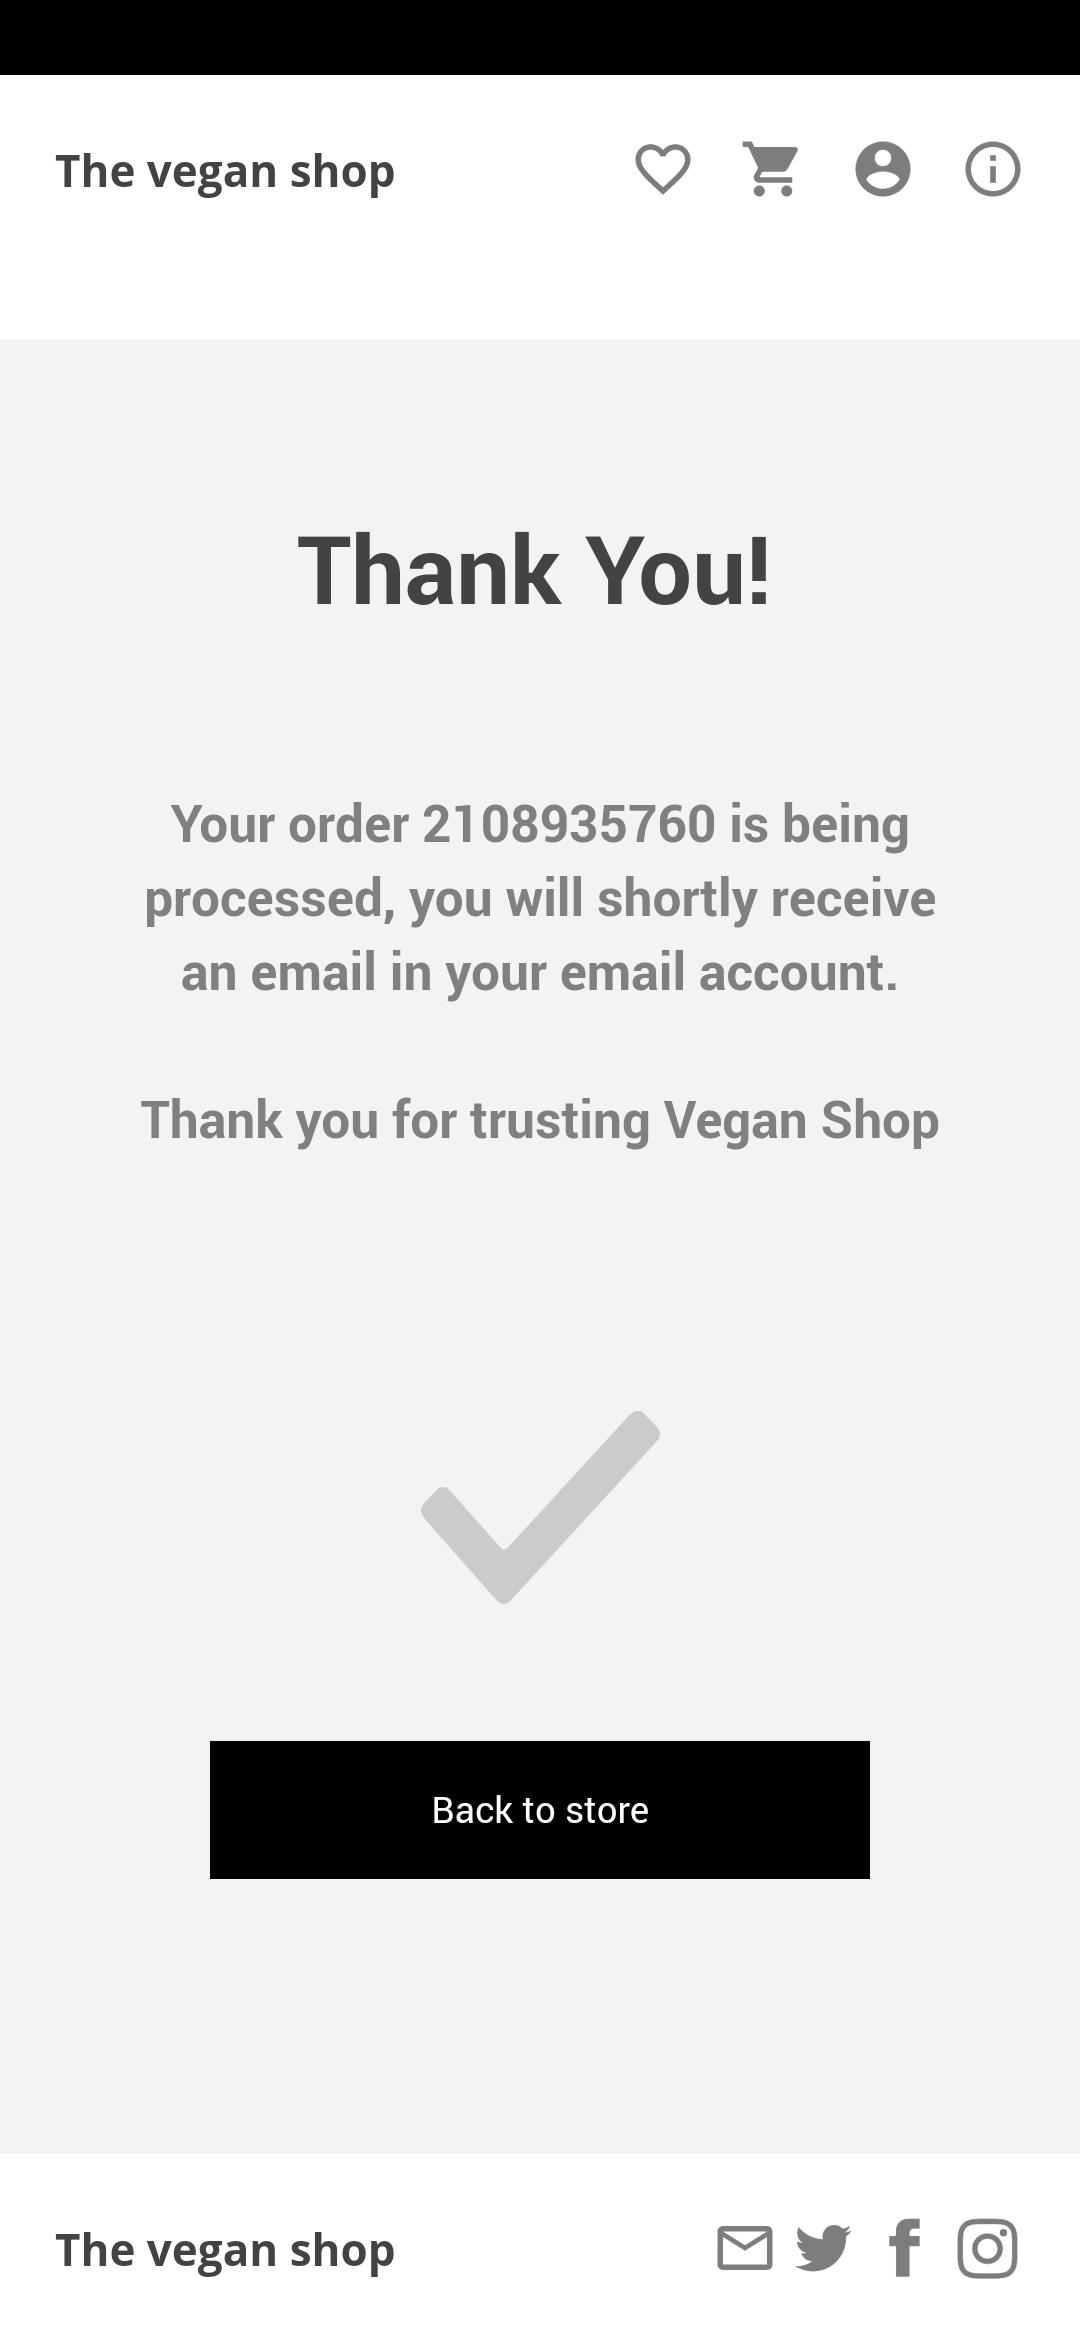 The vegan shop
Thank You!
Your order 2108935760 is being
processed, you will shortly receive
an email in your email account.
Thank you for trusting Vegan Shop
Back to store
The vegan shop